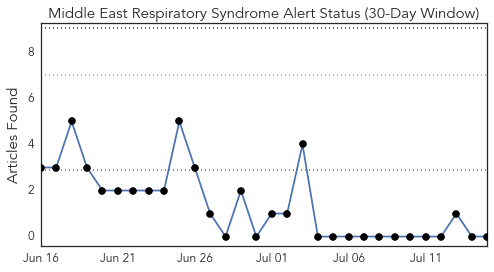 Middle East Respiratory Syndrome Alert Status (30-Day Window)
Articles Found
8
6
4
2
0
Jun 16 Jun 21 Jun 26 Jul 01 Jul 06 Jul 11